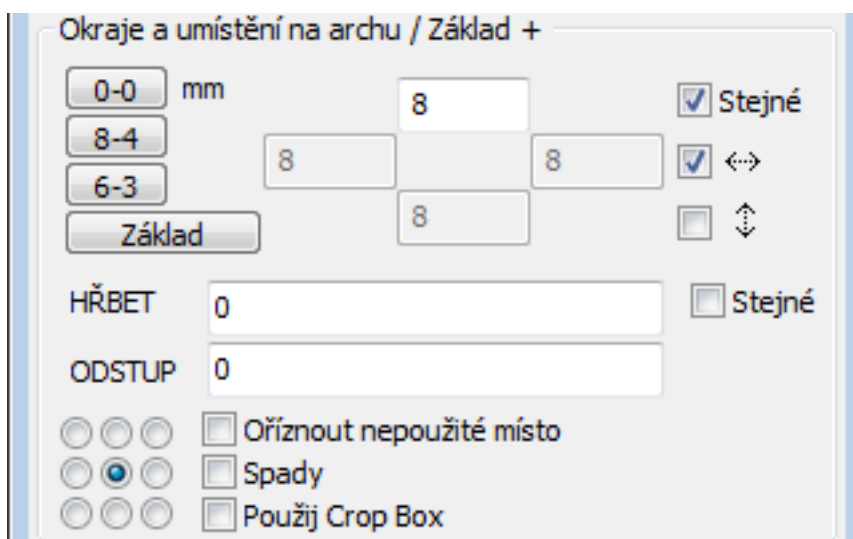 Okraje a umístění na archu / Základ +
0-0 mm 8 Stejné
8-4
8 8
6-3
8
Základ
HŘBET 0 Stejné
ODSTUP 0
Oříznout nepoužité místo
Spady
Použij Crop Box